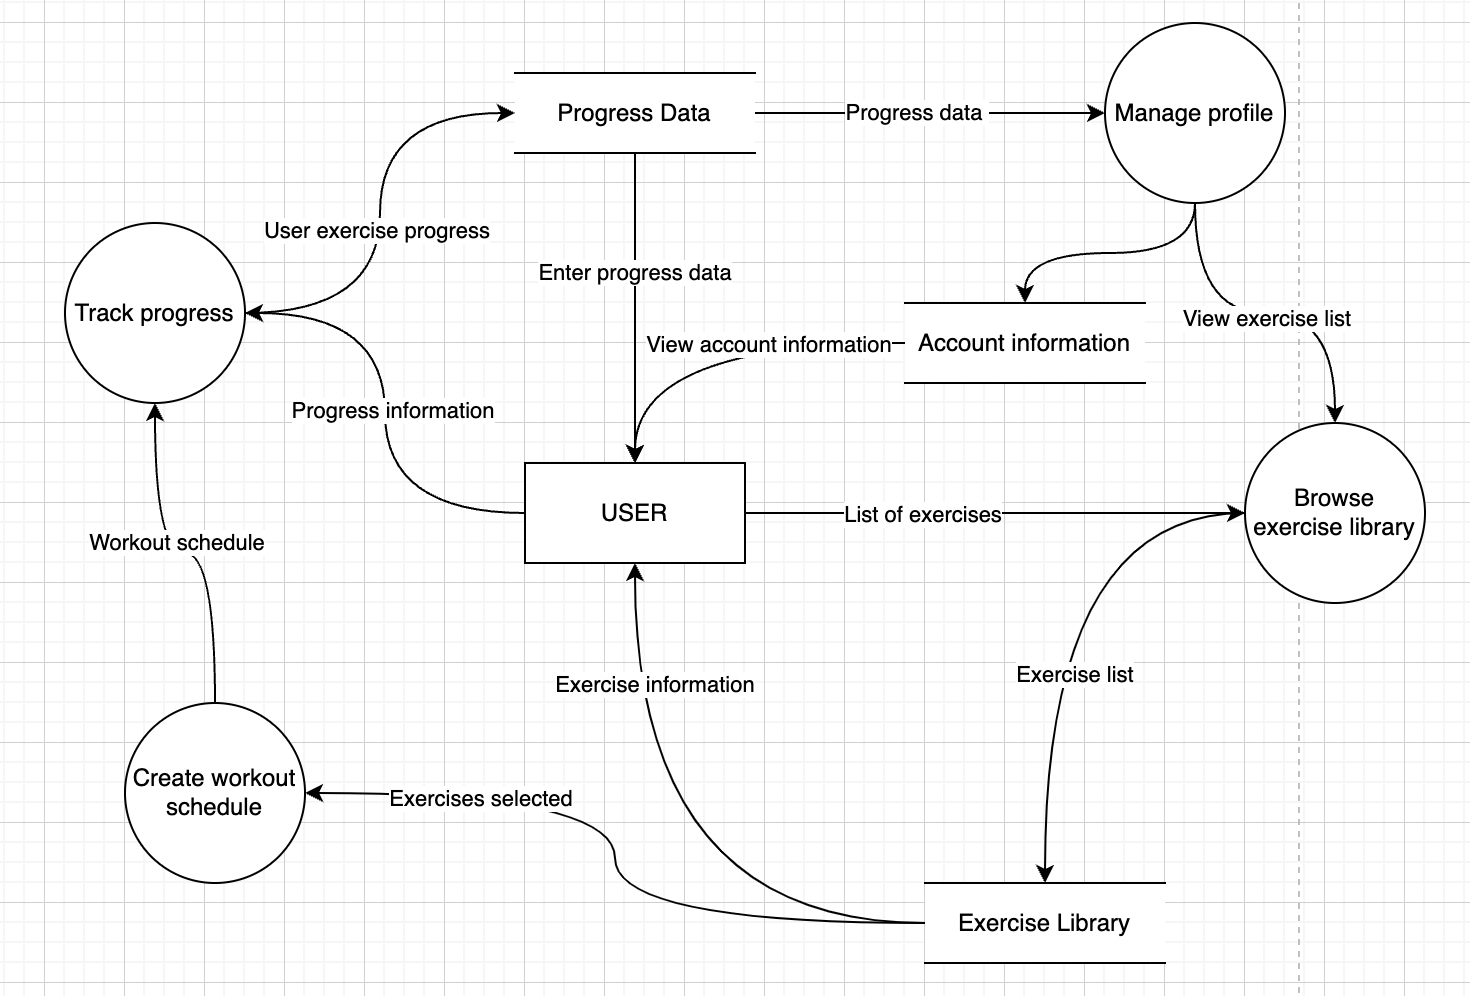 Progress Data
Progress data
Manage profile
User exercise progress
Enter progress data
Track progress
View exercise list
View account information
Account information
Progress information
USER
List of exercises
Browse
exercise library
Workout schedule
Exercise information
Exercise list
Create workout
schedule
Exercises selected
Exercise Library